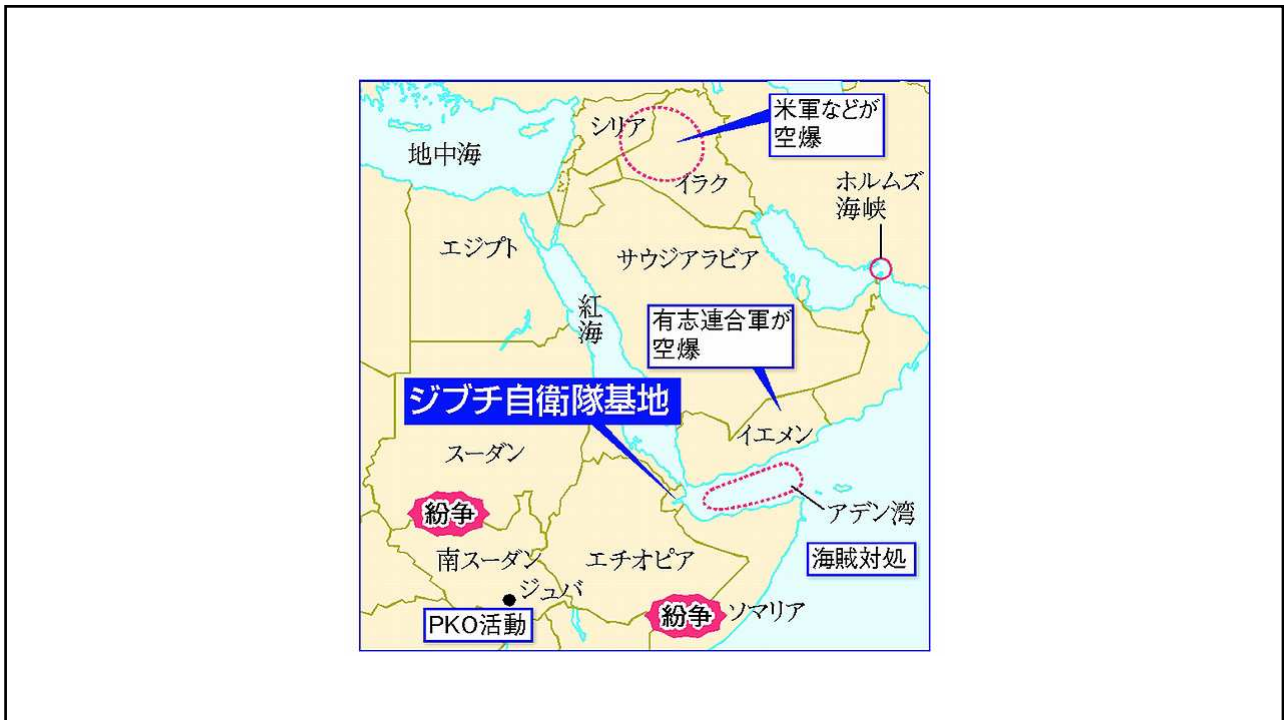 米軍などが
空爆
シリア
地中海
イラク
ホルムズ
海峡
エジプト
サウジアラビア
紅
海
有志連合軍が
空爆
ジブチ自衛隊基地
イエメン
スーダン
アデン湾
紛争
海賊対処
南スーダン
エチオピア
ジュバ
紛争
ソマリア
PKO活動